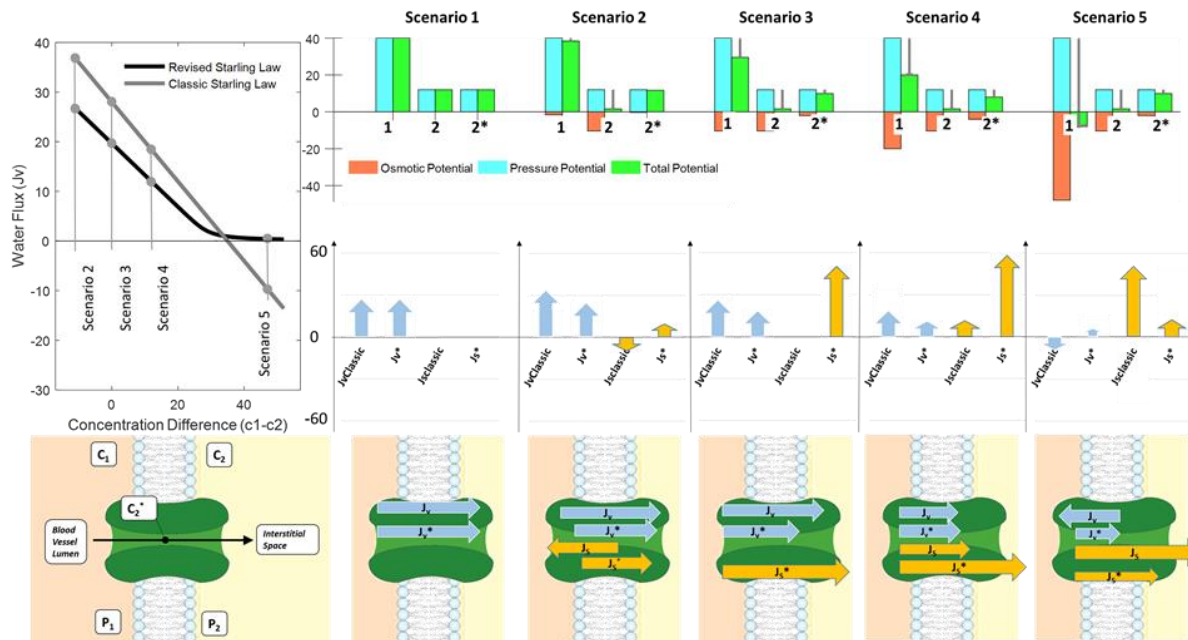 Scenario 1 Scenario 2 Scenario 3 Scenario 4 Scenario 5
40
30
20
10
0
-10
-20
-30
Water Flux (Jv)
Revised Starling Law
Classic Starling Law
Scenario 2
Scenario 3
Scenario 4
Scenario 5
0 20 40
Concentration Difference (c1-c2)
40
20
0
-20
-40
1 2 2*
1 2 2*
1 2 2*
1 2 2*
1 2 2*
Osmotic Potential Pressure Potential Total Potential
60
0
-60
JvClassic Jv* Jsclassic Js*
JvClassic Jv* Jsclassic Js*
JvClassic Jv* Jsclassic Js*
JvClassic Jv* Jsclassic Js*
JvClassic Jv* Jsclassic Js*
C1 C2
C2*
Blood
Vessel
Lumen
Interstitial
Space
P1 P2
Jv
Jv*
Jv
Jv*
Js
Js*
Jv
Jv*
Js*
Jv
Jv*
Js
Js*
Jv
Jv*
Js
Js*